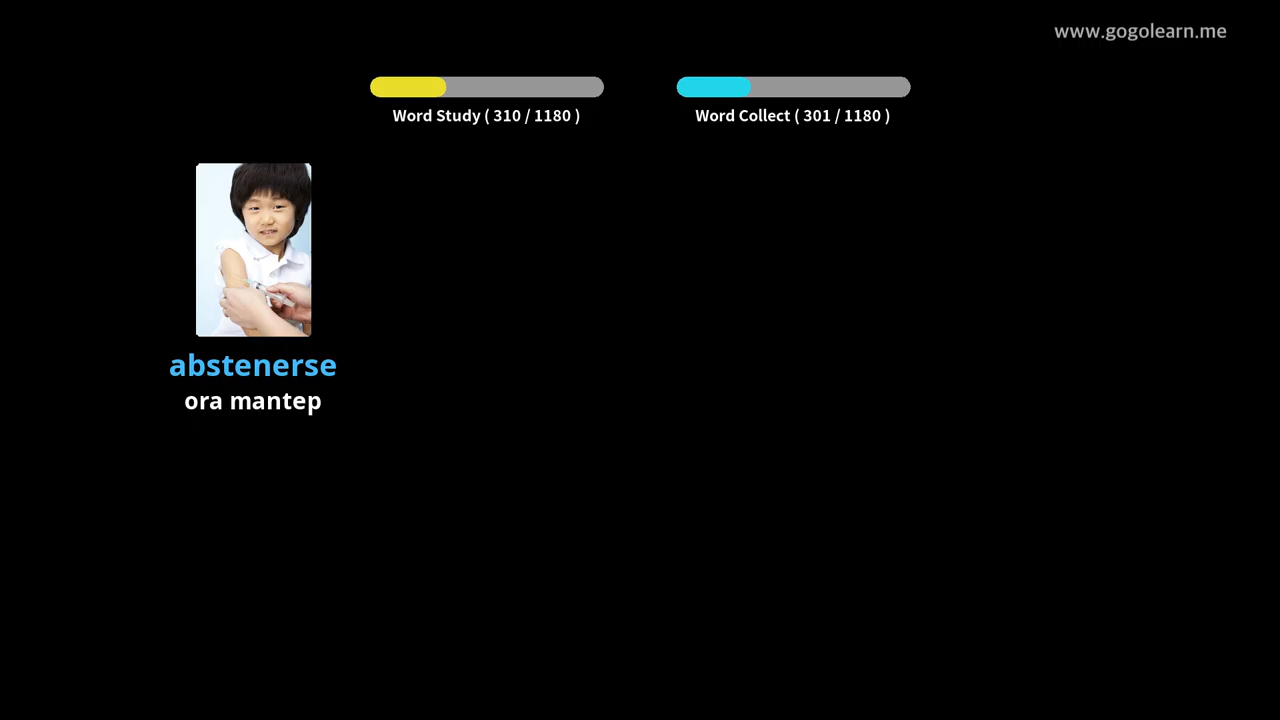 www.gogolearn.me
Word Study ( 310 / 1180 )
Word Collect ( 301 / 1180 )
abstenerse
ora mantep